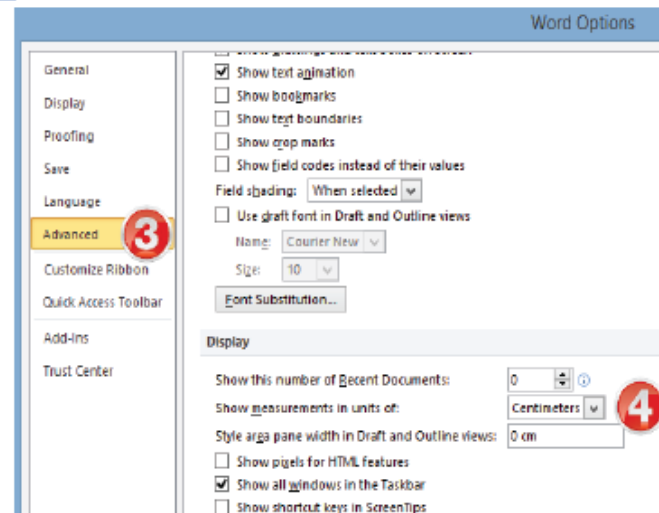 Word Options
General
Display
Proofing
Save
Language
Advanced 3
Customize Ribbon
Quick Access Toolbar
Add-Ins
Trust Center
Show text animation
Show bookmarks
Show text boundaries
Show crop marks
Show field codes instead of their values
Field shading: When selected
Use draft font in Draft and Outline views
Name: Courier New
Size: 10
Font Substitution...
Display
Show this number of Recent Documents: 0
Show measurements in units of: Centimeters 4
Style area pane width in Draft and Outline views: 0 cm
Show pixels for HTML features
Show all windows in the Taskbar
Show shortcut keys in ScreenTips